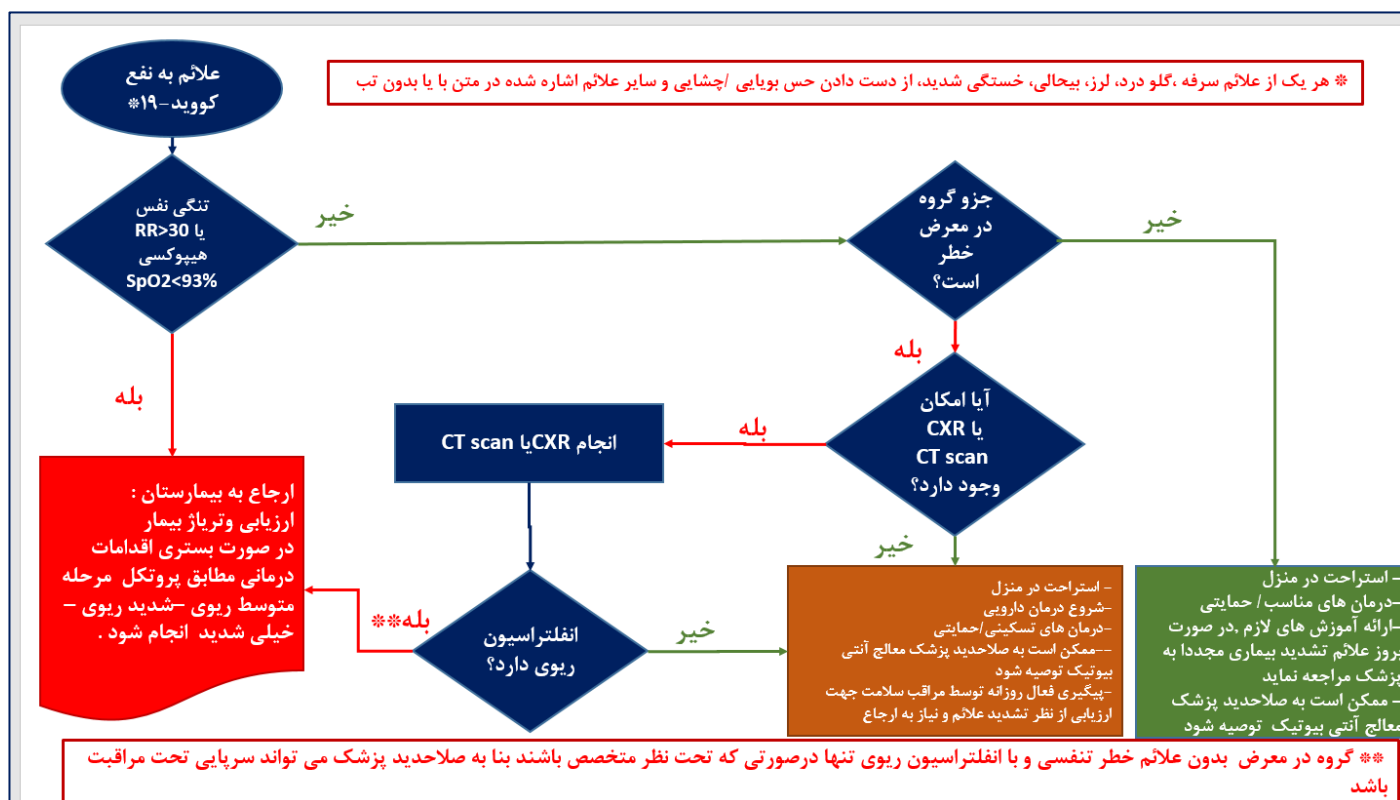 علائم به نفع
کووید-۱۹*
* هر یک از علائم سرفه ،گلو درد، لرز، بیحالی، خستگی شدید، از دست دادن حس بویایی /چشایی و سایر علائم اشاره شده در متن با یا بدون تب
تنگی نفس
یا RR>30
هیپوکسی
SpO2<93%
خیر
جزو گروه
در معرض
خطر
است؟
خیر
بله
بله
آیا امکان
CXR یا
CT scan
وجود دارد؟
بله
انجام CXRیا CT scan
خیر
ارجاع به بیمارستان :
ارزیابی وتریاژ بیمار
در صورت بستری اقدامات
درمانی مطابق پروتکل مرحله
متوسط ریوی –شدید ریوی –
خیلی شدید انجام شود .
بله**
انفلتراسیون
ریوی دارد؟
خیر
- استراحت در منزل
-شروع درمان دارویی
-درمان های تسکینی/حمایتی
--ممکن است به صلاحدید پزشک معالج آنتی
بیوتیک توصیه شود
-پیگیری فعال روزانه توسط مراقب سلامت جهت
ارزیابی از نظر تشدید علائم و نیاز به ارجاع
- استراحت در منزل
-درمان های مناسب/ حمایتی
-ارائه آموزش های لازم ,در صورت
بروز علائم تشدید بیماری مجددا به
پزشک مراجعه نماید
- ممکن است به صلاحدید پزشک
معالج آنتی بیوتیک توصیه شود
** گروه در معرض بدون علائم خطر تنفسی و با انفلتراسیون ریوی تنها درصورتی که تحت نظر متخصص باشند بنا به صلاحدید پزشک می تواند سرپایی تحت مراقبت
باشد